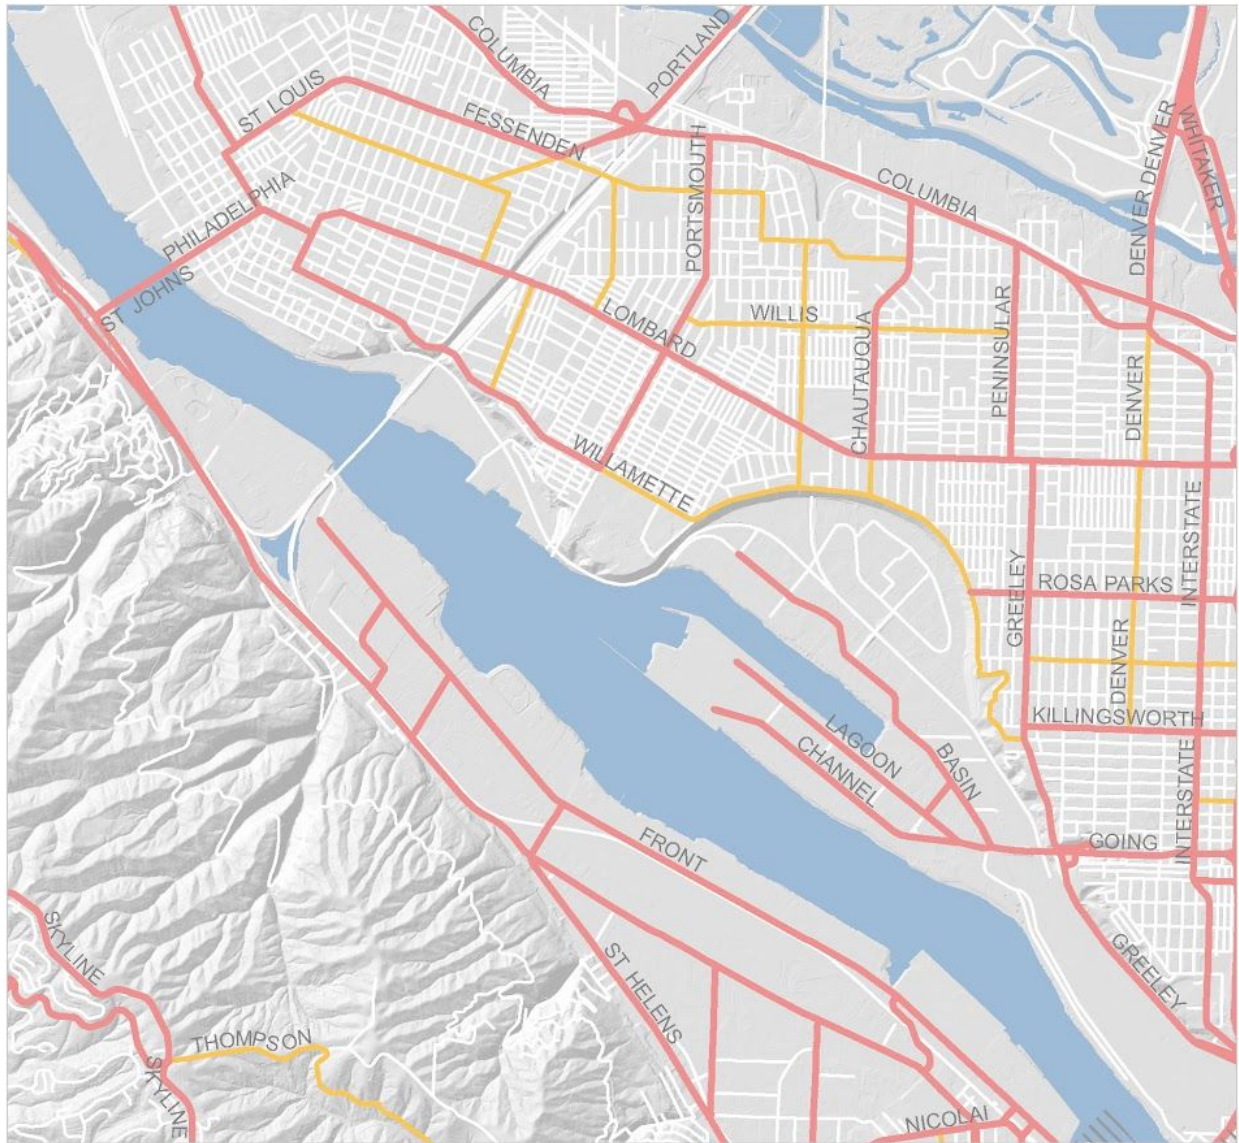 COLUMBIA
PORTLAND
ST LOUIS
FESSENDEN
PORTSMOUTH
DENVER DENVER
WHITAKER
COLUMBIA
PHILADELPHIA
ST JOHNS
LOMBARD
WILLIS
CHAUTAUQUA
PENINSULAR
DENVER
WILLAMETTE
INTERSTATE
GREELEY
ROSA PARKS
DENVER
KILLINGSWORTH
LAGOON
CHANNEL
BASIN
INTERSTATE
GOING
FRONT
SKYLINE
ST HELENS
GREELEY
THOMPSON
SKYLINE
NICOLAI